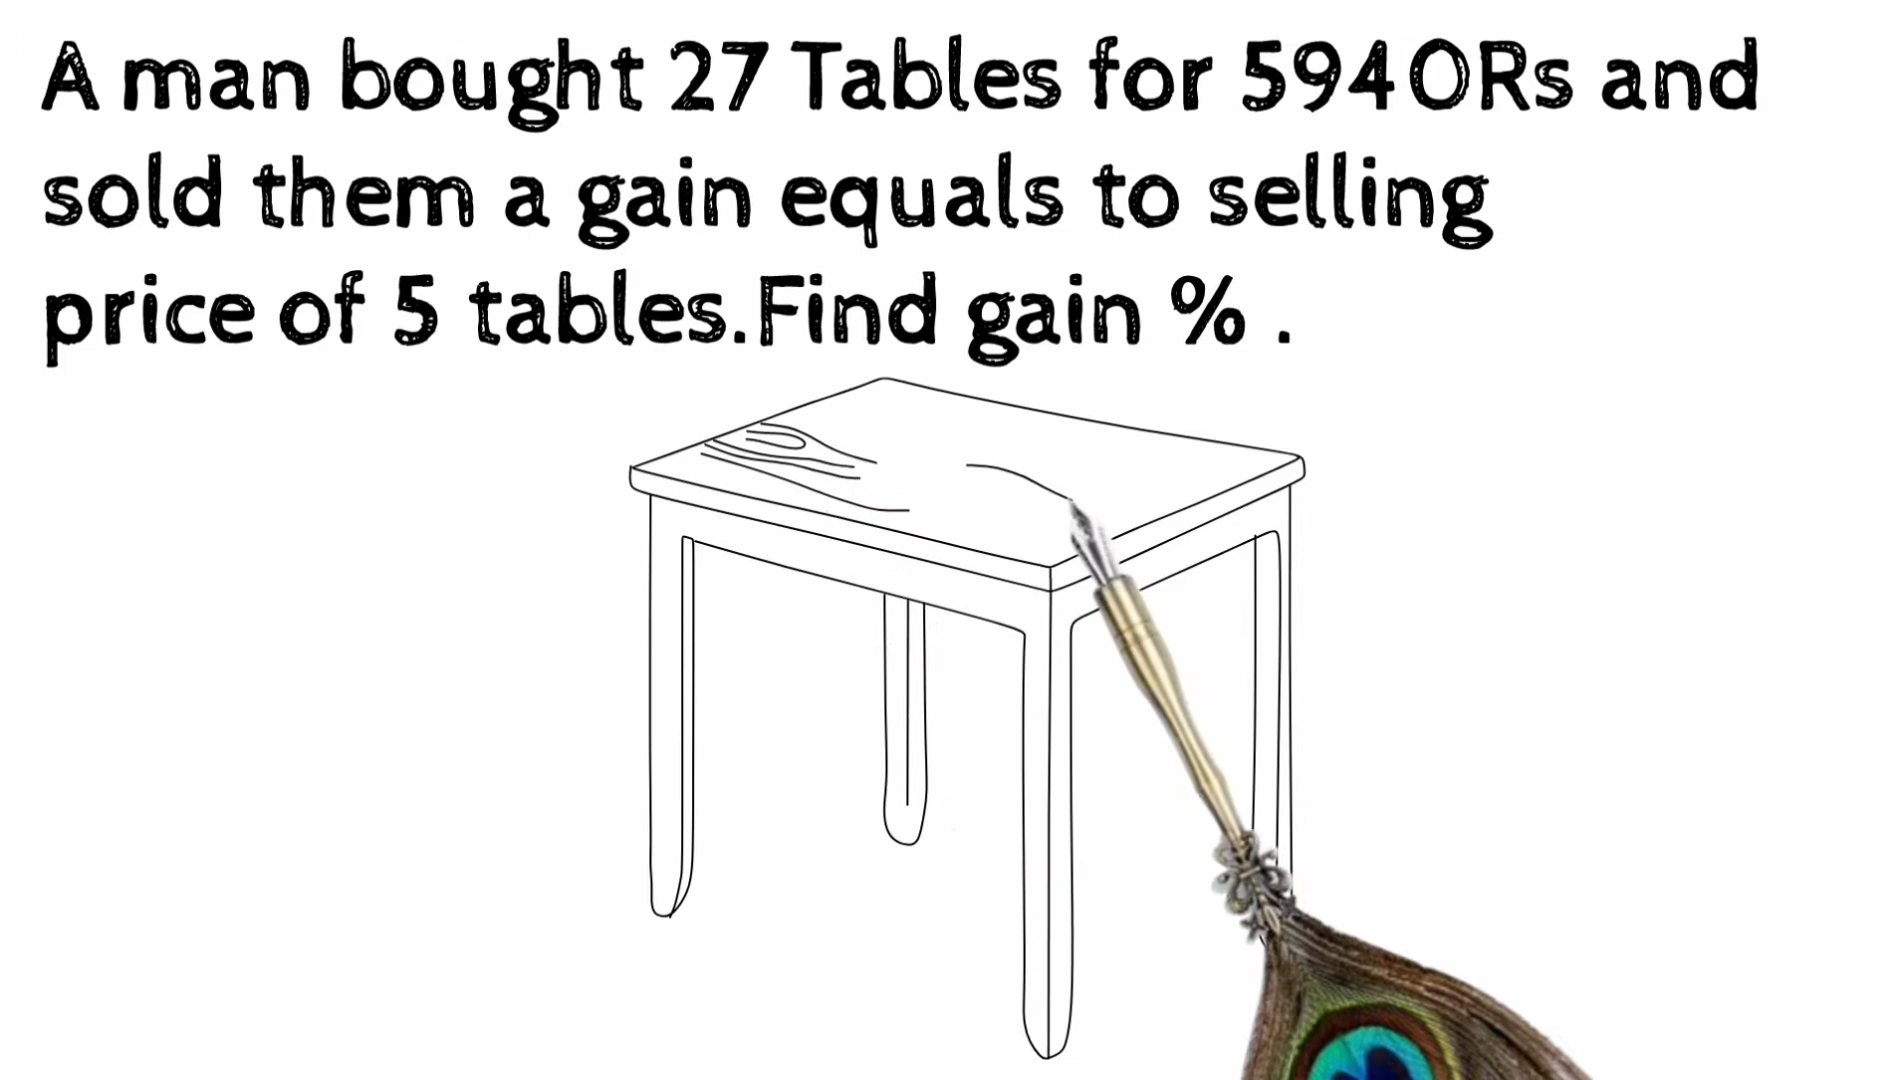 A man bought 27 Tables for 5940Rs and
sold them a gain equals to selling
price of 5 tables.Find gain % .